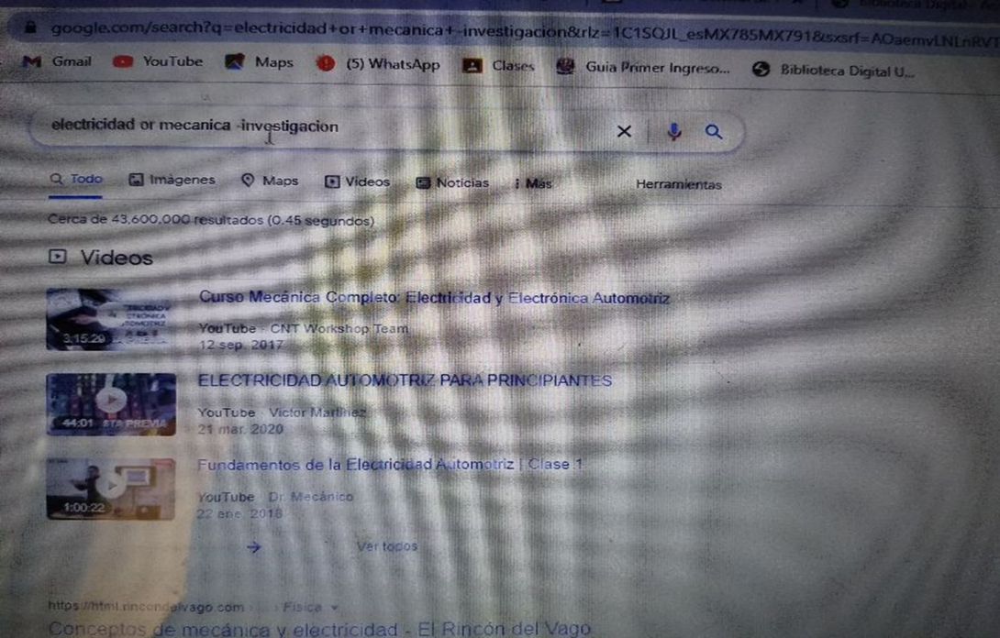 google.com/search?q=electricidad+or+mecanica+-investigacion&rlz=1C1SQJL_esMX785MX791&sxsrf=AOaemvLNLnRVT
Gmail YouTube Maps (5) WhatsApp Clases Guia Primer Ingreso... Biblioteca Digital U...
electricidad or mecanica -investigacion
Todo Imágenes Maps Videos Noticias Más Herramientas
Cerca de 43,600,000 resultados (0.45 segundos)
Videos
Curso Mecánica Completo: Electricidad y Electrónica Automotriz
YouTube · CNT Workshop Team
12 sep. 2017
3:15:29
ELECTRICIDAD AUTOMOTRIZ PARA PRINCIPIANTES
YouTube · Victor Martinez
21 mar. 2020
44:01 STA PREVIA
Fundamentos de la Electricidad Automotriz | Clase 1
YouTube · Dr. Mecánico
22 ene. 2018
1:00:22
Ver todos
https://html.rincondelvago.com › Física
Conceptos de mecánica y electricidad - El Rincón del Vago